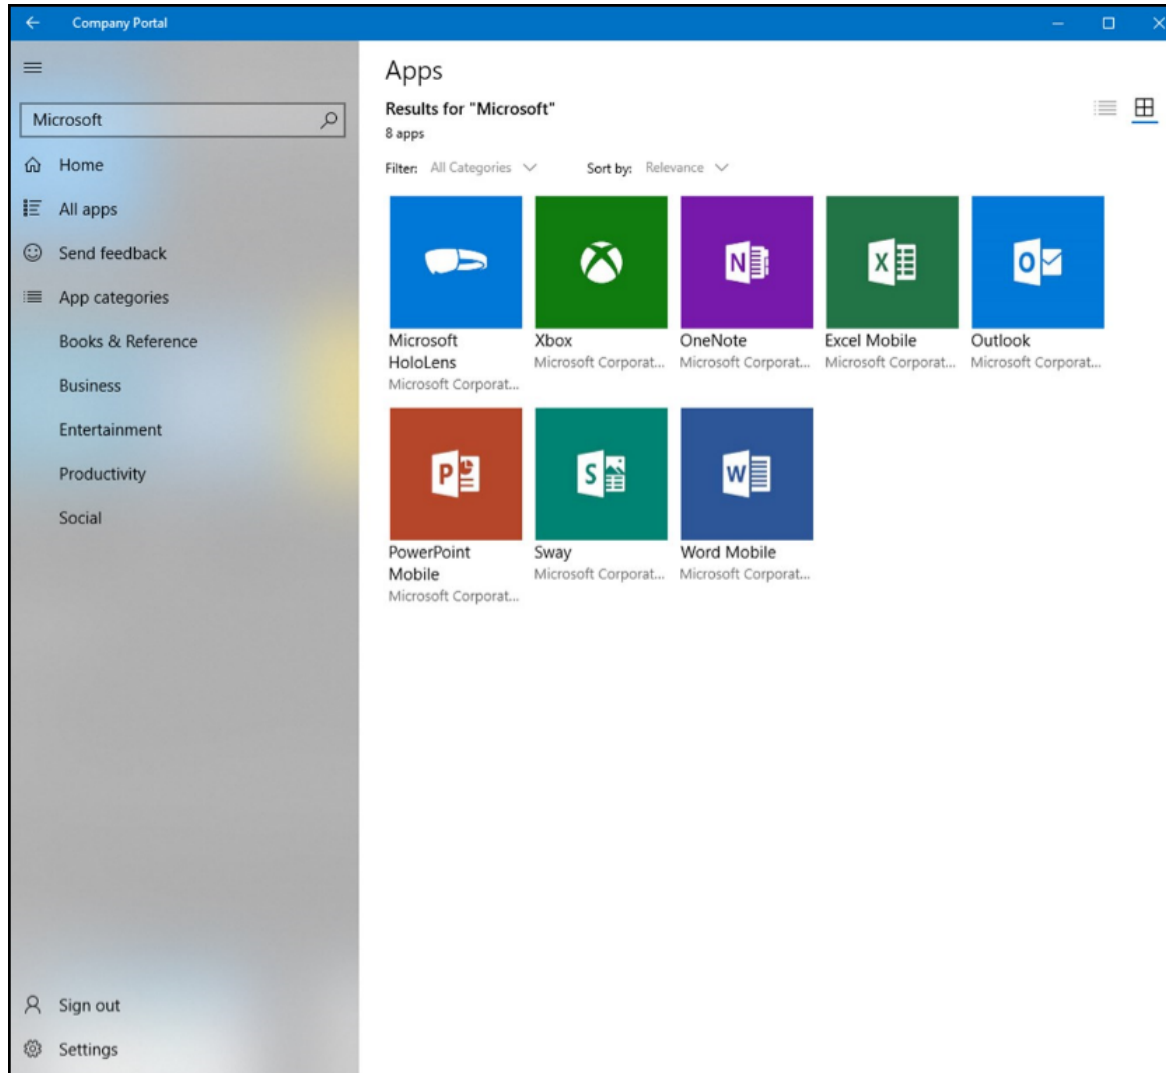 Company Portal
Microsoft
Home
All apps
Send feedback
App categories
Books & Reference
Business
Entertainment
Productivity
Social
Sign out
Settings
Apps
Results for "Microsoft"
8 apps
Filter: All Categories
Sort by: Relevance
Microsoft
HoloLens
Microsoft Corporat...
Xbox
Microsoft Corporat...
N
OneNote
Microsoft Corporat...
X
Excel Mobile
Microsoft Corporat...
O
Outlook
Microsoft Corporat...
P
PowerPoint
Mobile
Microsoft Corporat...
S
Sway
Microsoft Corporat...
W
Word Mobile
Microsoft Corporat...